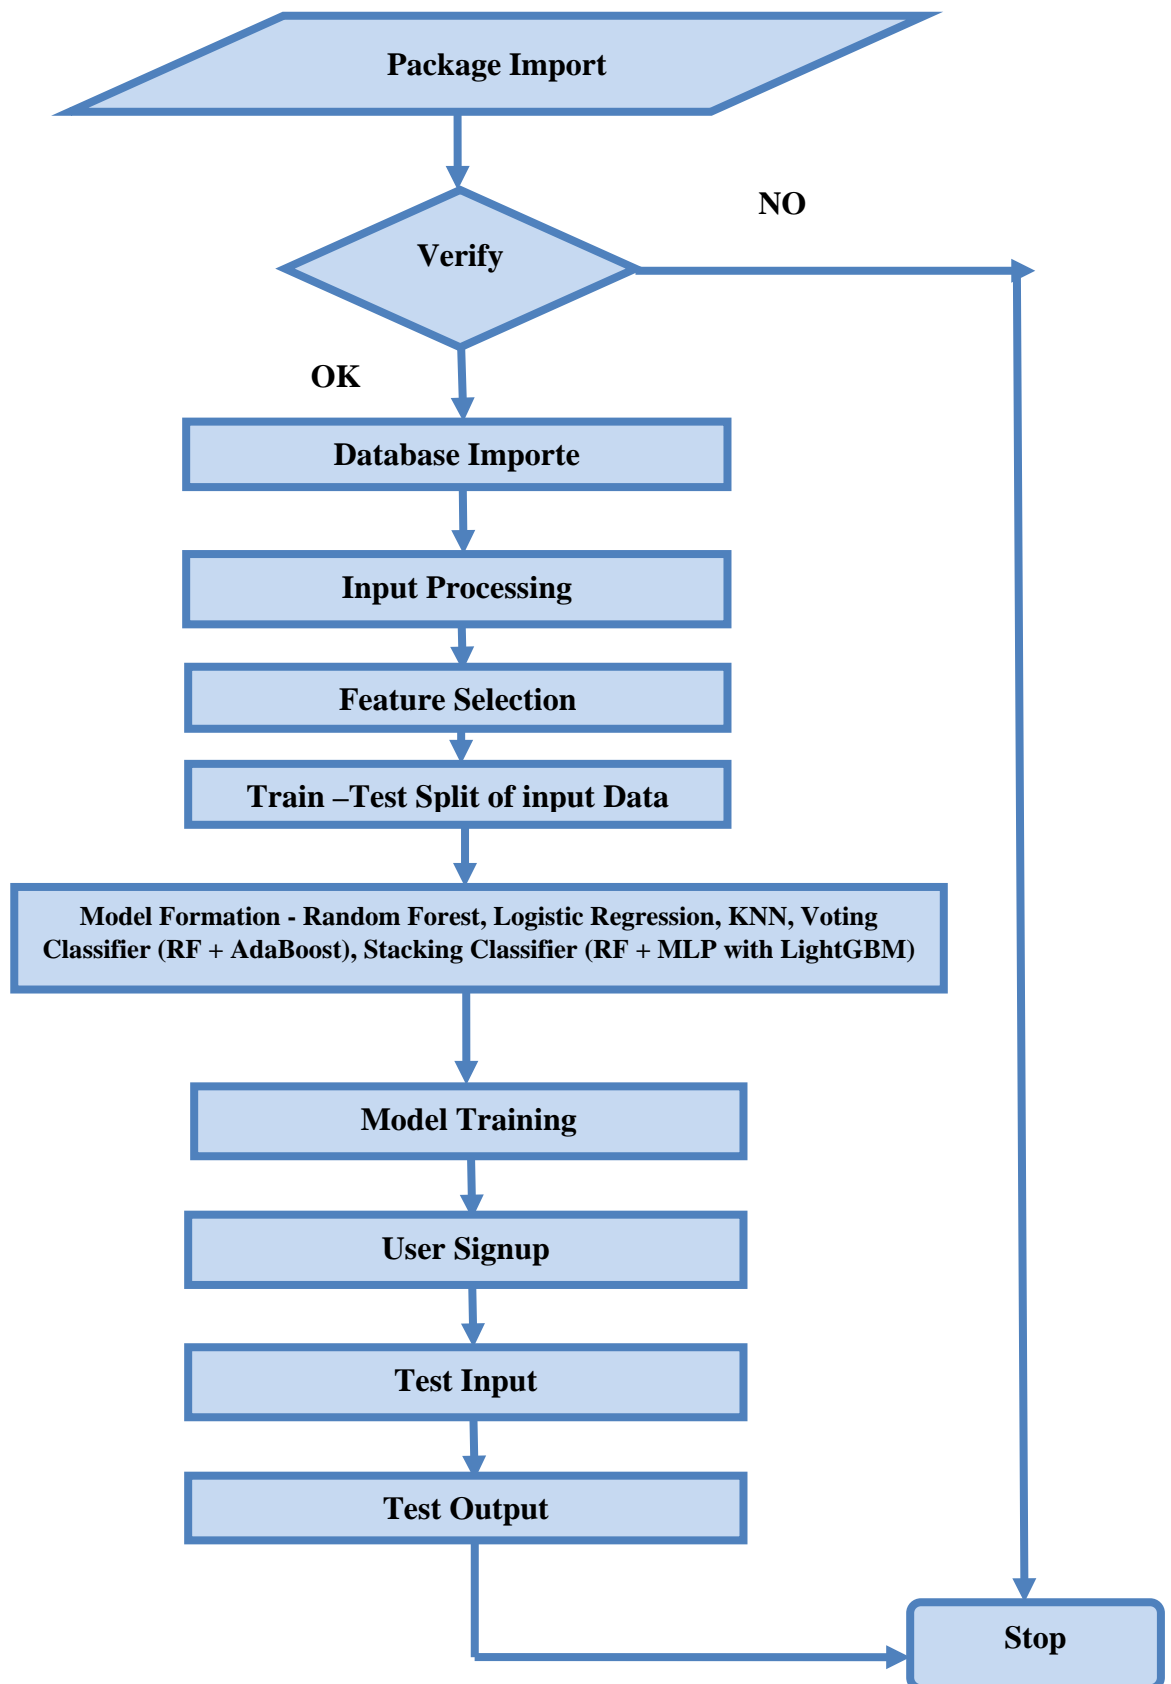 Package Import
NO
Verify
OK
Database Importe
Input Processing
Feature Selection
Train –Test Split of input Data
Model Formation - Random Forest, Logistic Regression, KNN, Voting
Classifier (RF + AdaBoost), Stacking Classifier (RF + MLP with LightGBM)
Model Training
User Signup
Test Input
Test Output
Stop